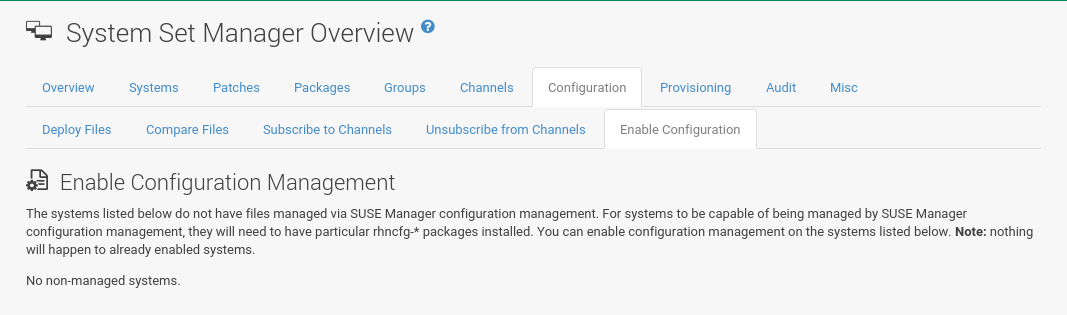 System Set Manager Overview ?
Overview Systems Patches Packages Groups Channels Configuration Provisioning Audit Misc
Deploy Files Compare Files Subscribe to Channels Unsubscribe from Channels Enable Configuration
Enable Configuration Management
The systems listed below do not have files managed via SUSE Manager configuration management. For systems to be capable of being managed by SUSE Manager
configuration management, they will need to have particular rhncfg-* packages installed. You can enable configuration management on the systems listed below. Note: nothing
will happen to already enabled systems.
No non-managed systems.